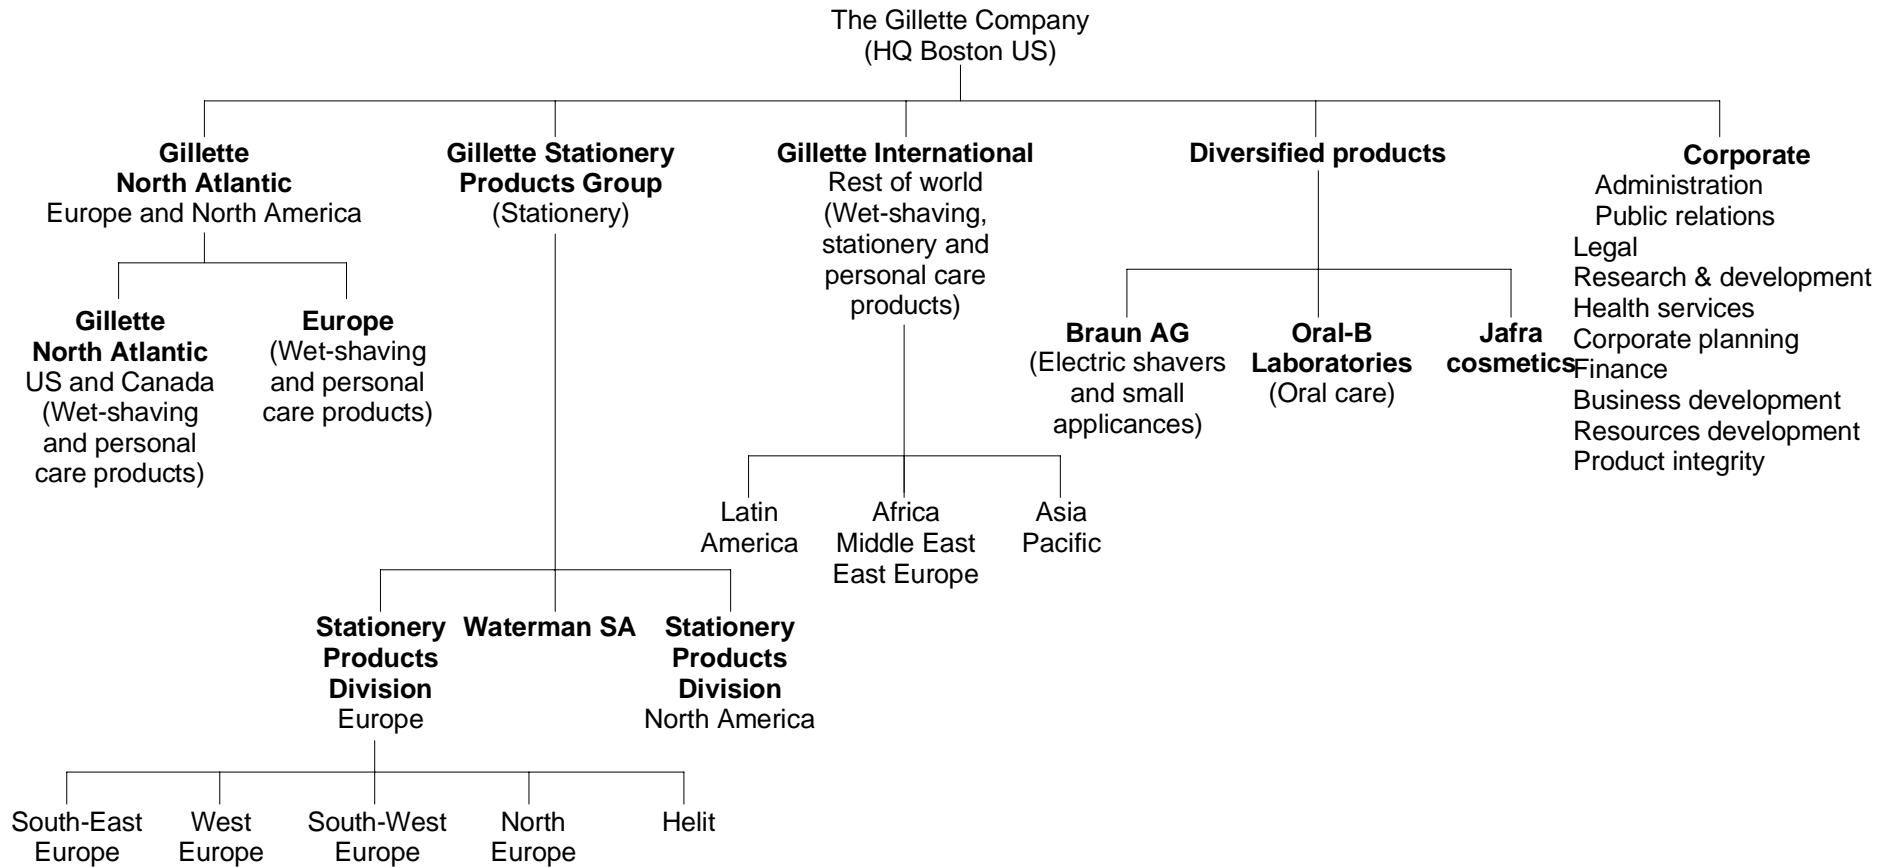 The Gillette Company
(HQ Boston US)
Gillette
North Atlantic
Europe and North America
Gillette Stationery
Products Group
(Stationery)
Gillette International
Rest of world
(Wet-shaving,
stationery and
personal care
products)
Diversified products
Corporate
Administration
Public relations
Legal
Research & development
Health services
Corporate planning
Finance
Business development
Resources development
Product integrity
Gillette
North Atlantic
US and Canada
(Wet-shaving
and personal
care products)
Europe
(Wet-shaving
and personal
care products)
Braun AG
(Electric shavers
and small
applicances)
Oral-B
Laboratories
(Oral care)
Jafra
cosmetics
Latin
America
Africa
Middle East
East Europe
Asia
Pacific
Stationery
Products
Division
Europe
Waterman SA
Stationery
Products
Division
North America
South-East
Europe
West
Europe
South-West
Europe
North
Europe
Helit